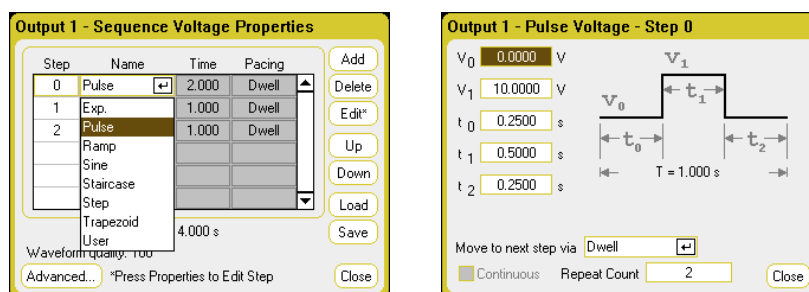 Output 1 - Sequence Voltage Properties
Step Name Time Pacing
0 Pulse 2.000 Dwell
1 Exp. 1.000 Dwell
2 Pulse 1.000 Dwell
Ramp
Sine
Staircase
Step
Trapezoid
User
4.000 s
Waveform quality: 100
Advanced... *Press Properties to Edit Step Close
Add
Delete
Edit*
Up
Down
Load
Save
Output 1 - Pulse Voltage - Step 0
V0 0.0000 V
V1 10.0000 V
t 0 0.2500 s
t 1 0.5000 s
t 2 0.2500 s
V1
V0
t1
t0
t2
T = 1.000 s
Move to next step via Dwell
Continuous Repeat Count 2 Close